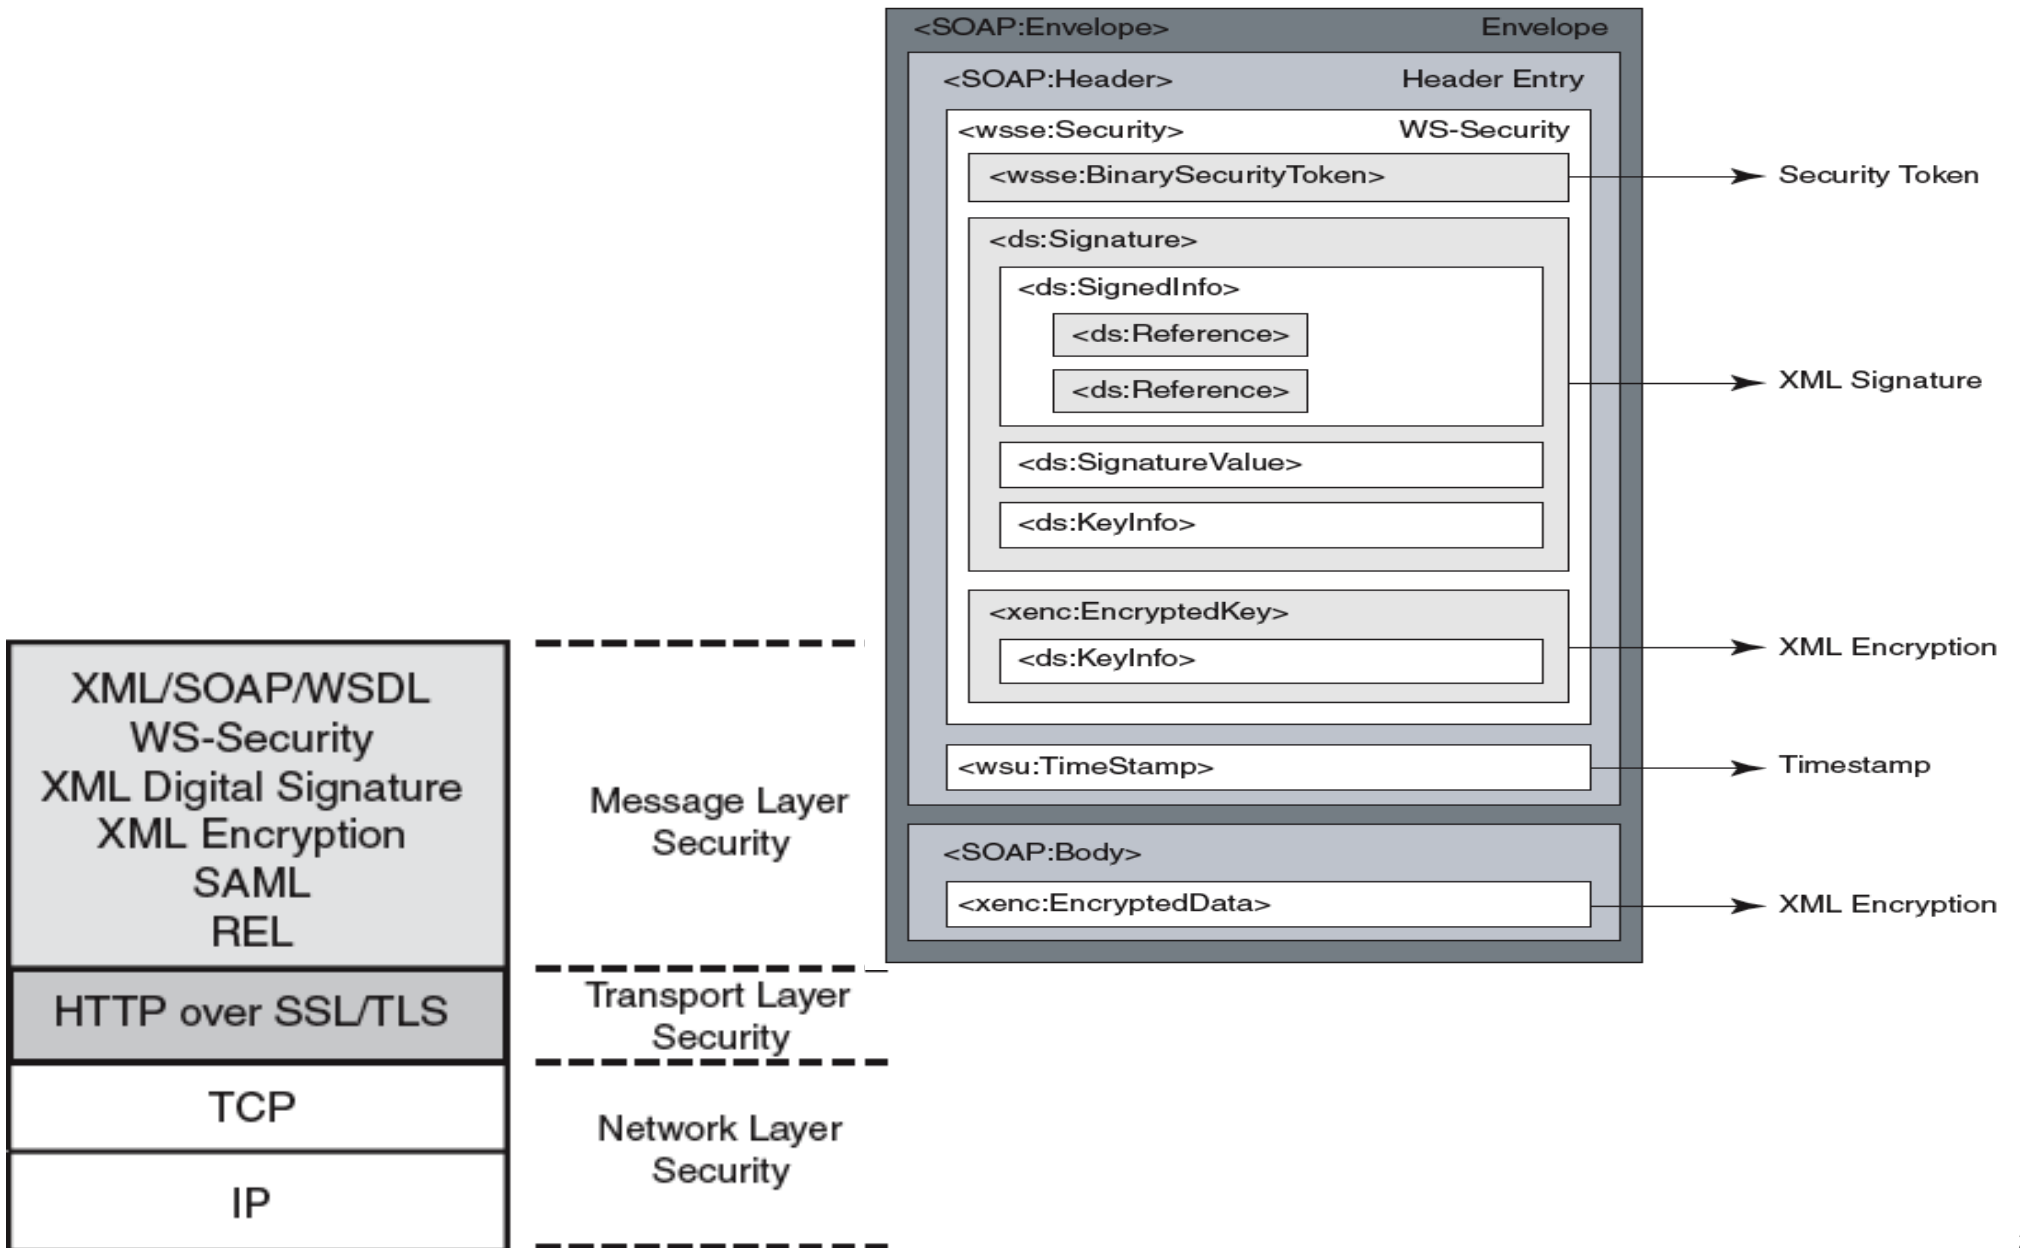 <SOAP:Envelope> Envelope
<SOAP:Header> Header Entry
<wsse:Security> WS-Security
<wsse:BinarySecurityToken> Security Token
<ds:Signature>
<ds:SignedInfo>
<ds:Reference>
<ds:Reference>
XML Signature
<ds:SignatureValue>
<ds:KeyInfo>
<xenc:EncryptedKey>
<ds:KeyInfo>
XML Encryption
<wsu:TimeStamp> Timestamp
<SOAP:Body>
<xenc:EncryptedData> XML Encryption
XML/SOAP/WSDL
WS-Security
XML Digital Signature
XML Encryption
SAML
REL
Message Layer
Security
HTTP over SSL/TLS
Transport Layer
Security
TCP
IP
Network Layer
Security